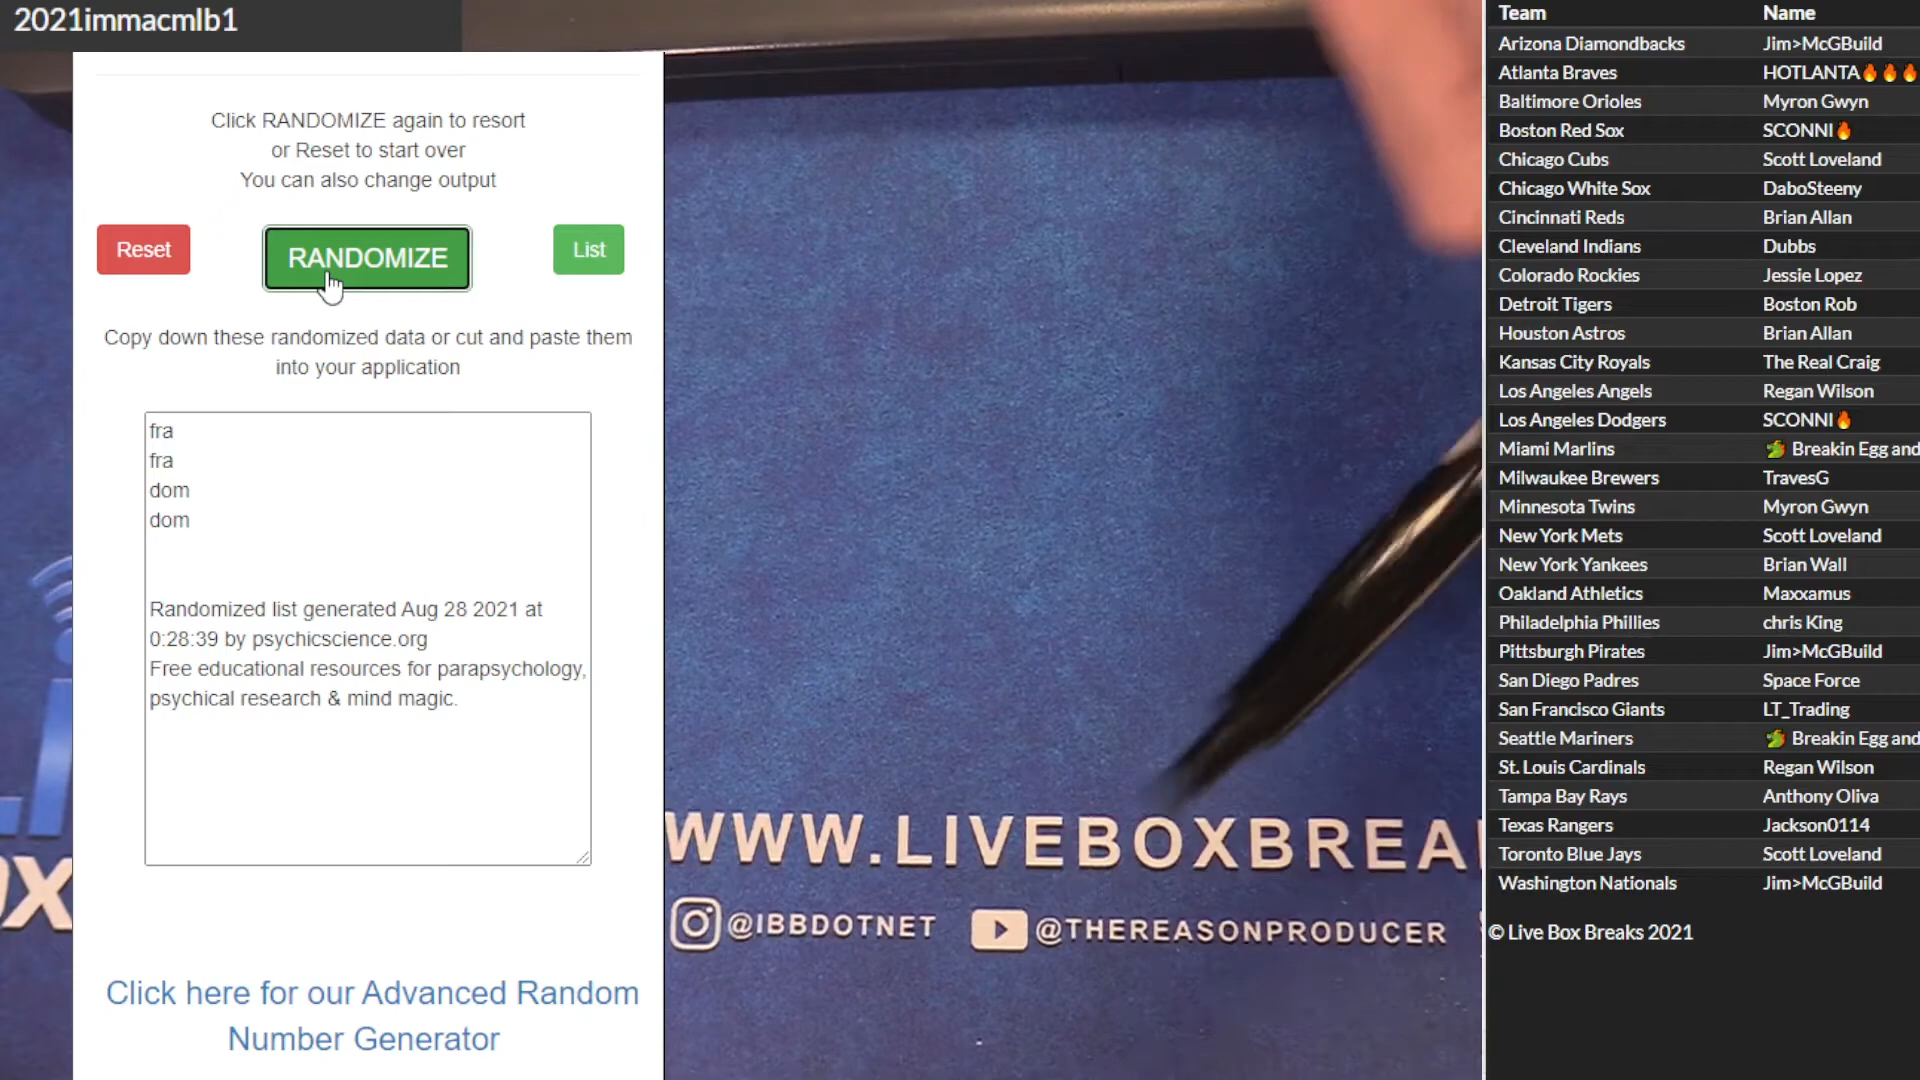 2021immacmlb1
Click RANDOMIZE again to resort
or Reset to start over
You can also change output
Reset
RANDOMIZE
List
Copy down these randomized data or cut and paste them
into your application
fra
fra
dom
dom
Randomized list generated Aug 28 2021 at
0:28:39 by psychicscience.org
Free educational resources for parapsychology,
psychical research & mind magic.
Click here for our Advanced Random
Number Generator
WWW.LIVEBOXBREA
@IBBDOTNET @THEREASONPRODUCER
Team Name
Arizona Diamondbacks Jim>McGBuild
Atlanta Braves HOTLANTA🔥🔥🔥
Baltimore Orioles Myron Gwyn
Boston Red Sox SCONNI🔥
Chicago Cubs Scott Loveland
Chicago White Sox DaboSteeny
Cincinnati Reds Brian Allan
Cleveland Indians Dubbs
Colorado Rockies Jessie Lopez
Detroit Tigers Boston Rob
Houston Astros Brian Allan
Kansas City Royals The Real Craig
Los Angeles Angels Regan Wilson
Los Angeles Dodgers SCONNI🔥
Miami Marlins 🐲 Breakin Egg and
Milwaukee Brewers TravesG
Minnesota Twins Myron Gwyn
New York Mets Scott Loveland
New York Yankees Brian Wall
Oakland Athletics Maxxamus
Philadelphia Phillies chris King
Pittsburgh Pirates Jim>McGBuild
San Diego Padres Space Force
San Francisco Giants LT_Trading
Seattle Mariners 🐲 Breakin Egg and
St. Louis Cardinals Regan Wilson
Tampa Bay Rays Anthony Oliva
Texas Rangers Jackson0114
Toronto Blue Jays Scott Loveland
Washington Nationals Jim>McGBuild
© Live Box Breaks 2021